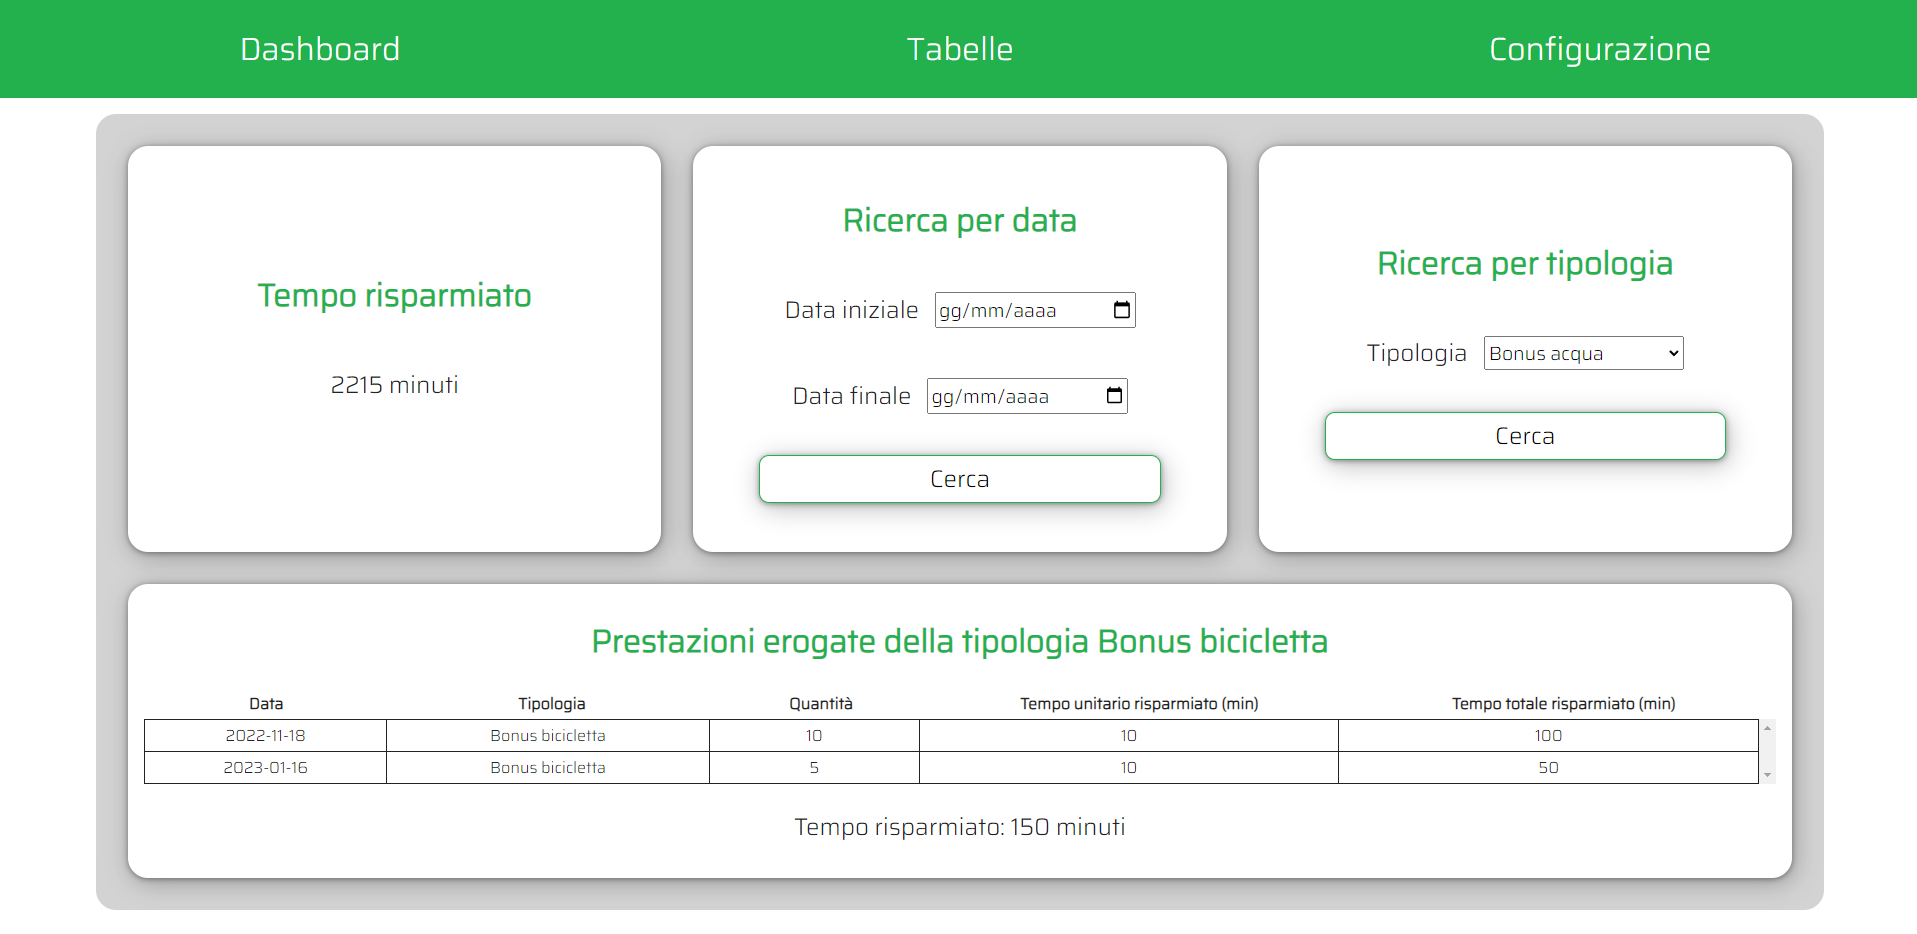 Dashboard Tabelle Configurazione
Tempo risparmiato
2215 minuti
Ricerca per data
Data iniziale gg/mm/aaaa
Data finale gg/mm/aaaa
Cerca
Ricerca per tipologia
Tipologia Bonus acqua
Cerca
Prestazioni erogate della tipologia Bonus bicicletta
Data Tipologia Quantità Tempo unitario risparmiato (min) Tempo totale risparmiato (min)
2022-11-18 Bonus bicicletta 10 10 100
2023-01-16 Bonus bicicletta 5 10 50
Tempo risparmiato: 150 minuti